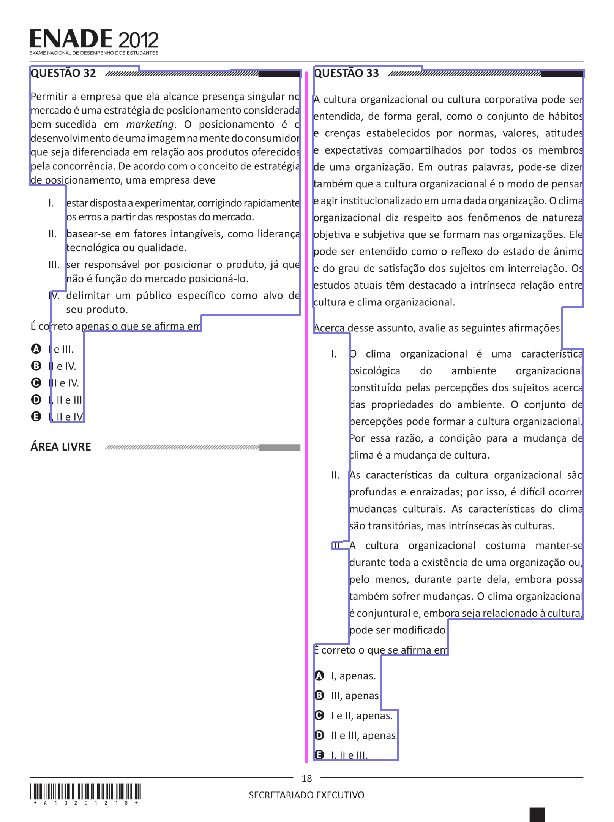 ENADE 2012
EXAME NACIONAL DE DESEMPENHO DOS ESTUDANTES
QUESTÃO 32
Permitir a empresa que ela alcance presença singular no
mercado é uma estratégia de posicionamento considerada
bem sucedida em marketing. O posicionamento é o
desenvolvimento de uma imagem na mente do consumidor
que seja diferenciada em relação aos produtos oferecidos
pela concorrência. De acordo com o conceito de estratégia
de posicionamento, uma empresa deve
I. estar disposta a experimentar, corrigindo rapidamente
os erros a partir das respostas do mercado.
II. basear-se em fatores intangíveis, como liderança
tecnológica ou qualidade.
III. ser responsável por posicionar o produto, já que
não é função do mercado posicioná-lo.
IV. delimitar um público específico como alvo de
seu produto.
É correto apenas o que se afirma em
A I e III.
B II e IV.
C III e IV.
D I, II e III
E I, II e IV
ÁREA LIVRE
QUESTÃO 33
A cultura organizacional ou cultura corporativa pode ser
entendida, de forma geral, como o conjunto de hábitos
e crenças estabelecidos por normas, valores, atitudes
e expectativas compartilhados por todos os membros
de uma organização. Em outras palavras, pode-se dizer
também que a cultura organizacional é o modo de pensar
e agir institucionalizado em uma dada organização. O clima
organizacional diz respeito aos fenômenos de natureza
objetiva e subjetiva que se formam nas organizações. Ele
pode ser entendido como o reflexo do estado de ânimo
e do grau de satisfação dos sujeitos em interrelação. Os
estudos atuais têm destacado a intrínseca relação entre
cultura e clima organizacional.
Acerca desse assunto, avalie as seguintes afirmações
I. O clima organizacional é uma característica
psicológica do ambiente organizacional
constituído pelas percepções dos sujeitos acerca
das propriedades do ambiente. O conjunto de
percepções pode formar a cultura organizacional.
Por essa razão, a condição para a mudança de
clima é a mudança de cultura.
II. As características da cultura organizacional são
profundas e enraizadas; por isso, é difícil ocorrer
mudanças culturais. As características do clima
são transitórias, mas intrínsecas às culturas.
III. A cultura organizacional costuma manter-se
durante toda a existência de uma organização ou,
pelo menos, durante parte dela, embora possa
também sofrer mudanças. O clima organizacional
é conjuntural e, embora seja relacionado à cultura,
pode ser modificado
É correto o que se afirma em
A I, apenas.
B III, apenas
C I e II, apenas.
D II e III, apenas
E I, II e III.
18
SECRETARIADO EXECUTIVO
*A1320121 8*